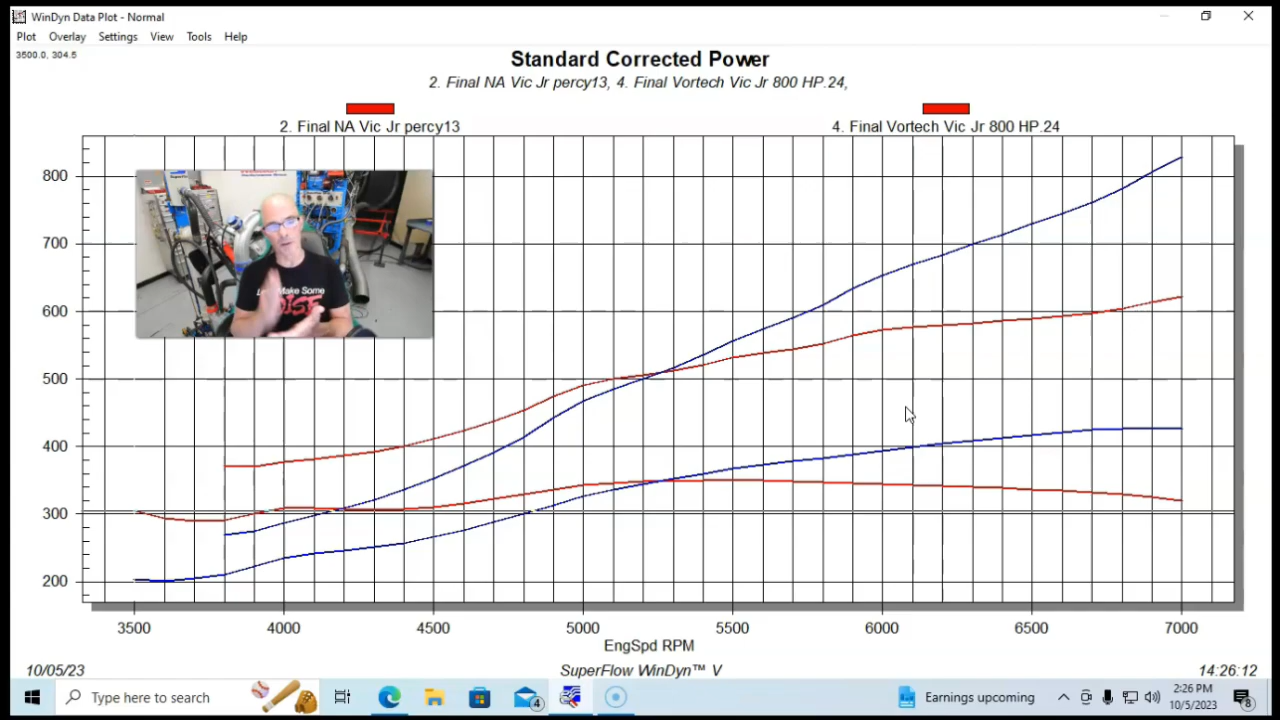 WinDyn Data Plot - Normal
Plot Overlay Settings View Tools Help
3500.0, 304.5
Standard Corrected Power
2. Final NA Vic Jr percy13, 4. Final Vortech Vic Jr 800 HP.24,
2. Final NA Vic Jr percy13
4. Final Vortech Vic Jr 800 HP.24
800
700
600
500
400
300
200
Make Some
3500 4000 4500 5000 5500 6000 6500 7000
EngSpd RPM
10/05/23
SuperFlow WinDyn™ V
14:26:12
Type here to search
4
Earnings upcoming
2:26 PM
10/5/2023
8